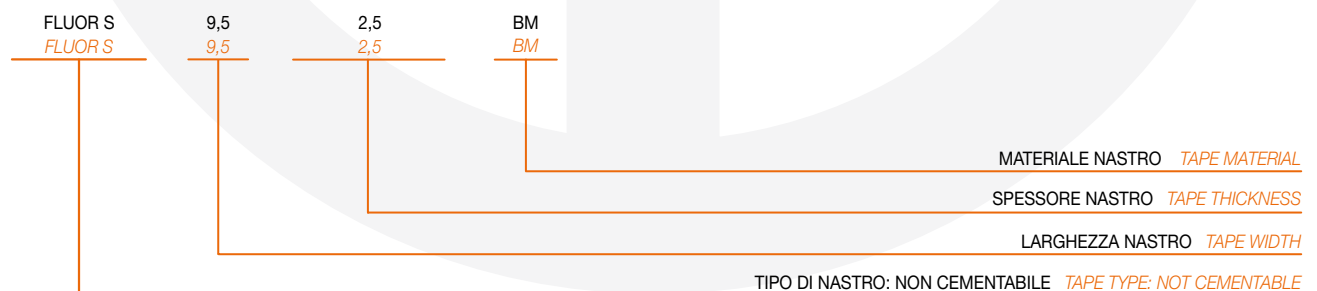 FLUOR S 9,5 2,5 BM
FLUOR S 9,5 2,5 BM
MATERIALE NASTRO TAPE MATERIAL
SPESSORE NASTRO TAPE THICKNESS
LARGHEZZA NASTRO TAPE WIDTH
TIPO DI NASTRO: NON CEMENTABILE TAPE TYPE: NOT CEMENTABLE